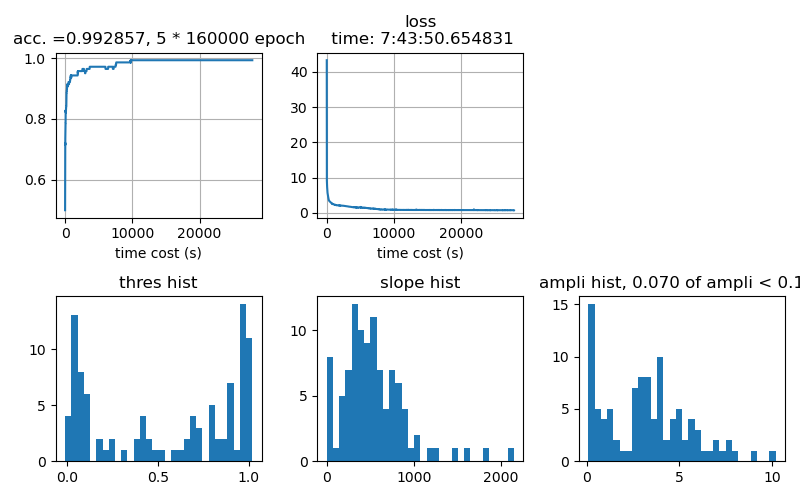 acc. =0.992857, 5 * 160000 epoch
loss
time: 7:43:50.654831
1.0
0.8
0.6
0 10000 20000
time cost (s)
40
30
20
10
0
0 10000 20000
time cost (s)
thres hist
10
5
0
0.0 0.5 1.0
slope hist
10
5
0
0 1000 2000
ampli hist, 0.070 of ampli < 0.1
15
10
5
0
0 5 10